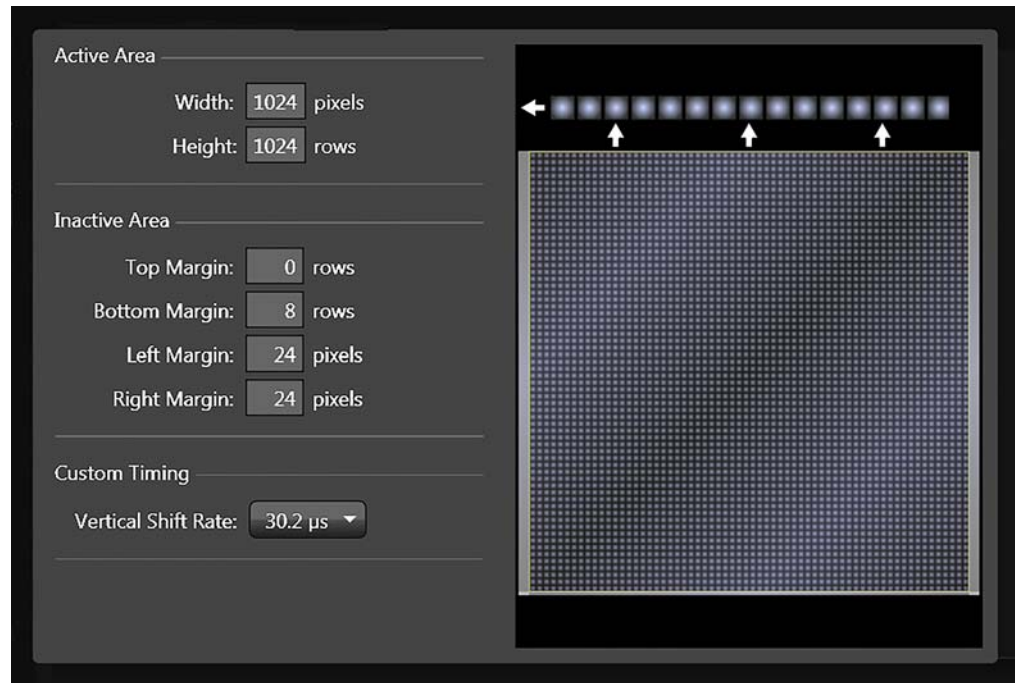 Active Area
Width: 1024 pixels
Height: 1024 rows
Inactive Area
Top Margin: 0 rows
Bottom Margin: 8 rows
Left Margin: 24 pixels
Right Margin: 24 pixels
Custom Timing
Vertical Shift Rate: 30.2 µs